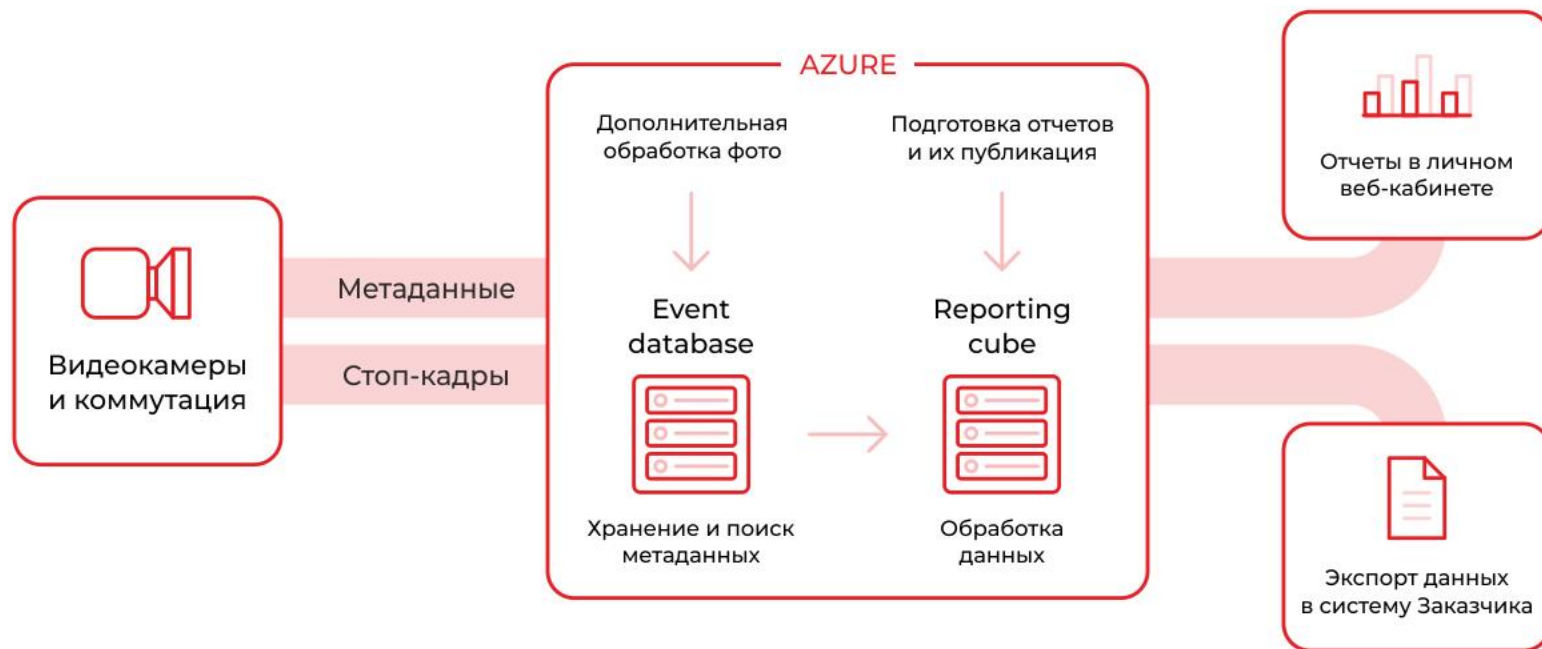 Видеокамеры
и коммутация
Метаданные
Стоп-кадры
AZURE
Дополнительная
обработка фото
Event
database
Хранение и поиск
метаданных
Подготовка отчетов
и их публикация
Reporting
cube
Обработка
данных
Отчеты в личном
веб-кабинете
Экспорт данных
в систему Заказчика